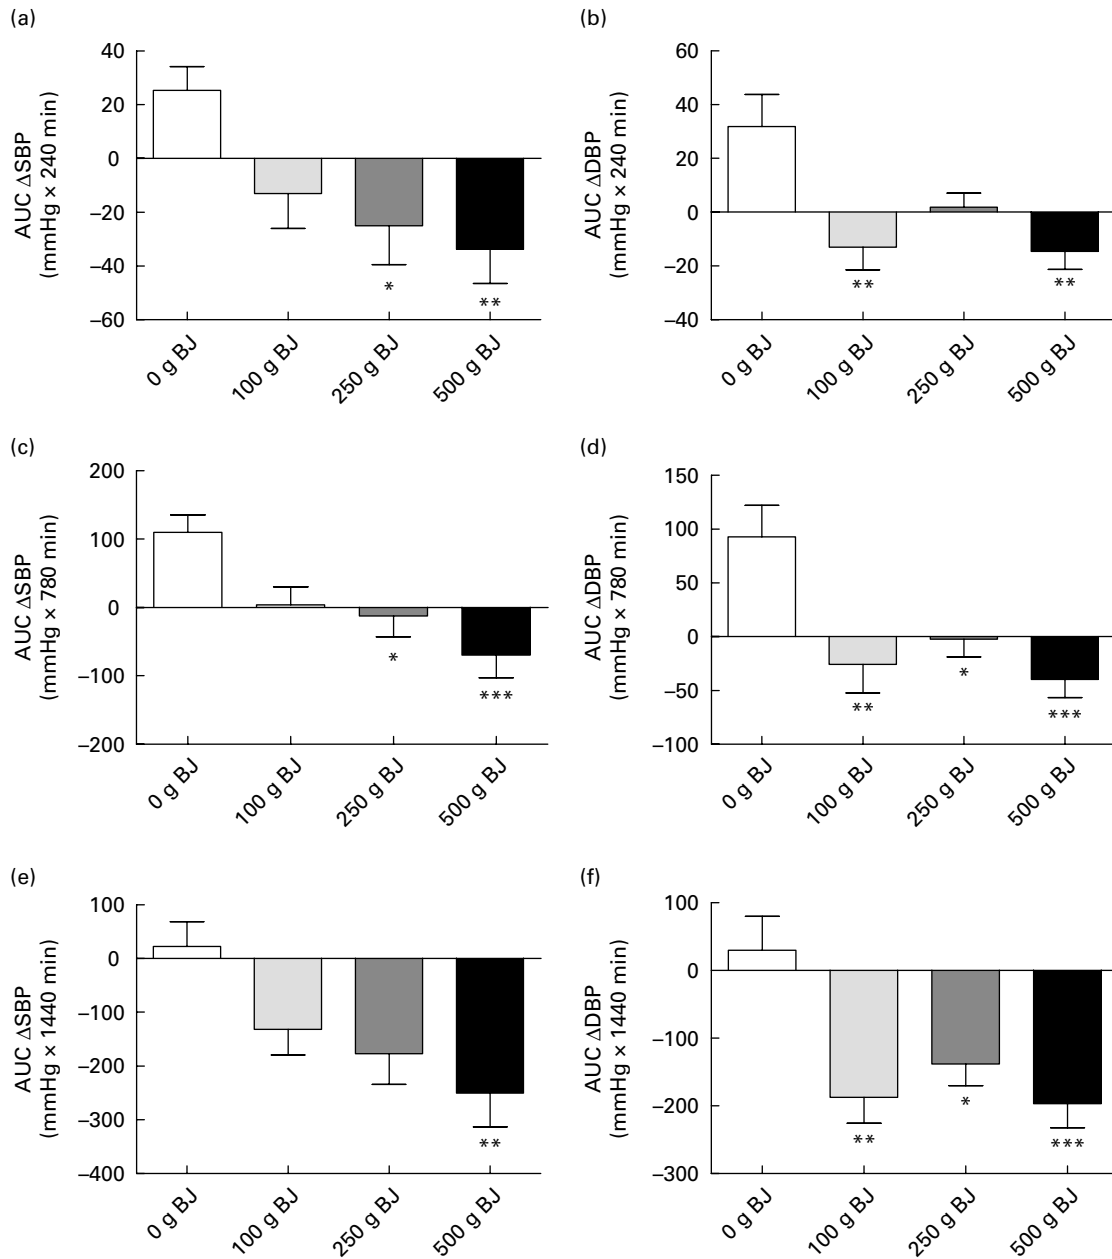 (a)
AUC ΔSBP
(mmHg × 240 min)
40
20
0
–20
–40
–60
*
**
0 g BJ
100 g BJ
250 g BJ
500 g BJ
(b)
AUC ΔDBP
(mmHg × 240 min)
60
40
20
0
–20
–40
**
**
0 g BJ
100 g BJ
250 g BJ
500 g BJ
(c)
AUC ΔSBP
(mmHg × 780 min)
200
100
0
–100
–200
*
***
0 g BJ
100 g BJ
250 g BJ
500 g BJ
(d)
AUC ΔDBP
(mmHg × 780 min)
150
100
50
0
–50
–100
**
*
***
0 g BJ
100 g BJ
250 g BJ
500 g BJ
(e)
AUC ΔSBP
(mmHg × 1440 min)
100
0
–100
–200
–300
–400
**
0 g BJ
100 g BJ
250 g BJ
500 g BJ
(f)
AUC ΔDBP
(mmHg × 1440 min)
100
0
–100
–200
–300
**
*
***
0 g BJ
100 g BJ
250 g BJ
500 g BJ